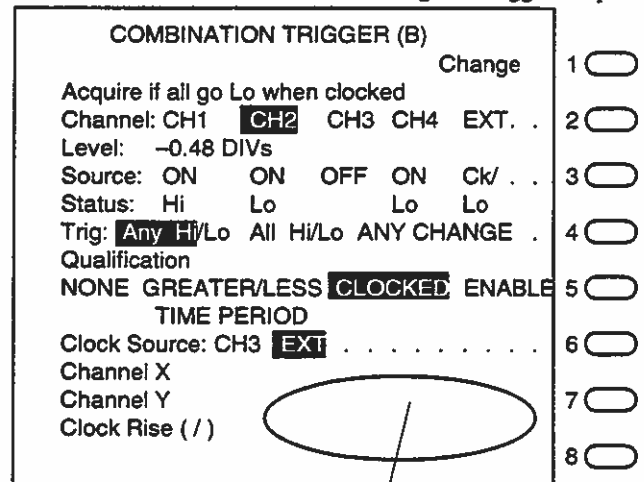 COMBINATION TRIGGER (B)
Change 1
Acquire if all go Lo when clocked
Channel: CH1 CH2 CH3 CH4 EXT. . 2
Level: –0.48 DIVs
Source: ON ON OFF ON Ck/ . . 3
Status: Hi Lo Lo Lo
Trig: Any Hi/Lo All Hi/Lo ANY CHANGE . 4
Qualification
NONE GREATER/LESS CLOCKED ENABLE 5
TIME PERIOD
Clock Source: CH3 EXT . . . . . . . . . . 6
Channel X
Channel Y 7
Clock Rise ( / )
8